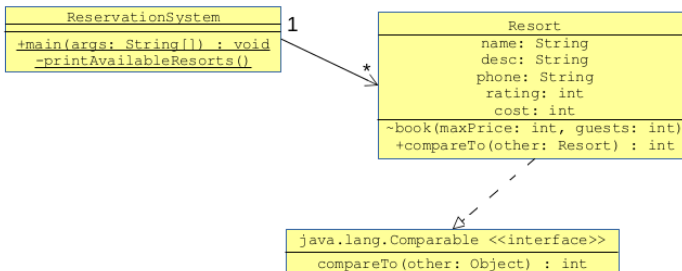 ReservationSystem
+main(args: String[]) : void
-printAvailableResorts()
1
*
Resort
name: String
desc: String
phone: String
rating: int
cost: int
~book(maxPrice: int, guests: int)
+compareTo(other: Resort) : int
java.lang.Comparable <<interface>>
compareTo(other: Object) : int